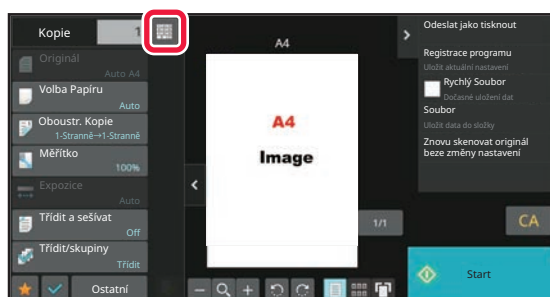 Kopie
1
Originál
Auto A4
Volba Papíru
Auto
Oboustr. Kopie
1-Stranně→1-Stranně
Měřítko
100%
Expozice
Auto
Třídit a sešívat
Off
Třídit/skupiny
Třídit
Ostatní
A4
A4
Image
1/1
Odeslat jako tisknout
Registrace programu
Uložit aktuální nastavení
Rychlý Soubor
Dočasné uložení dat
Soubor
Uložit data do složky
Znovu skenovat originál
beze změny nastavení
CA
Start